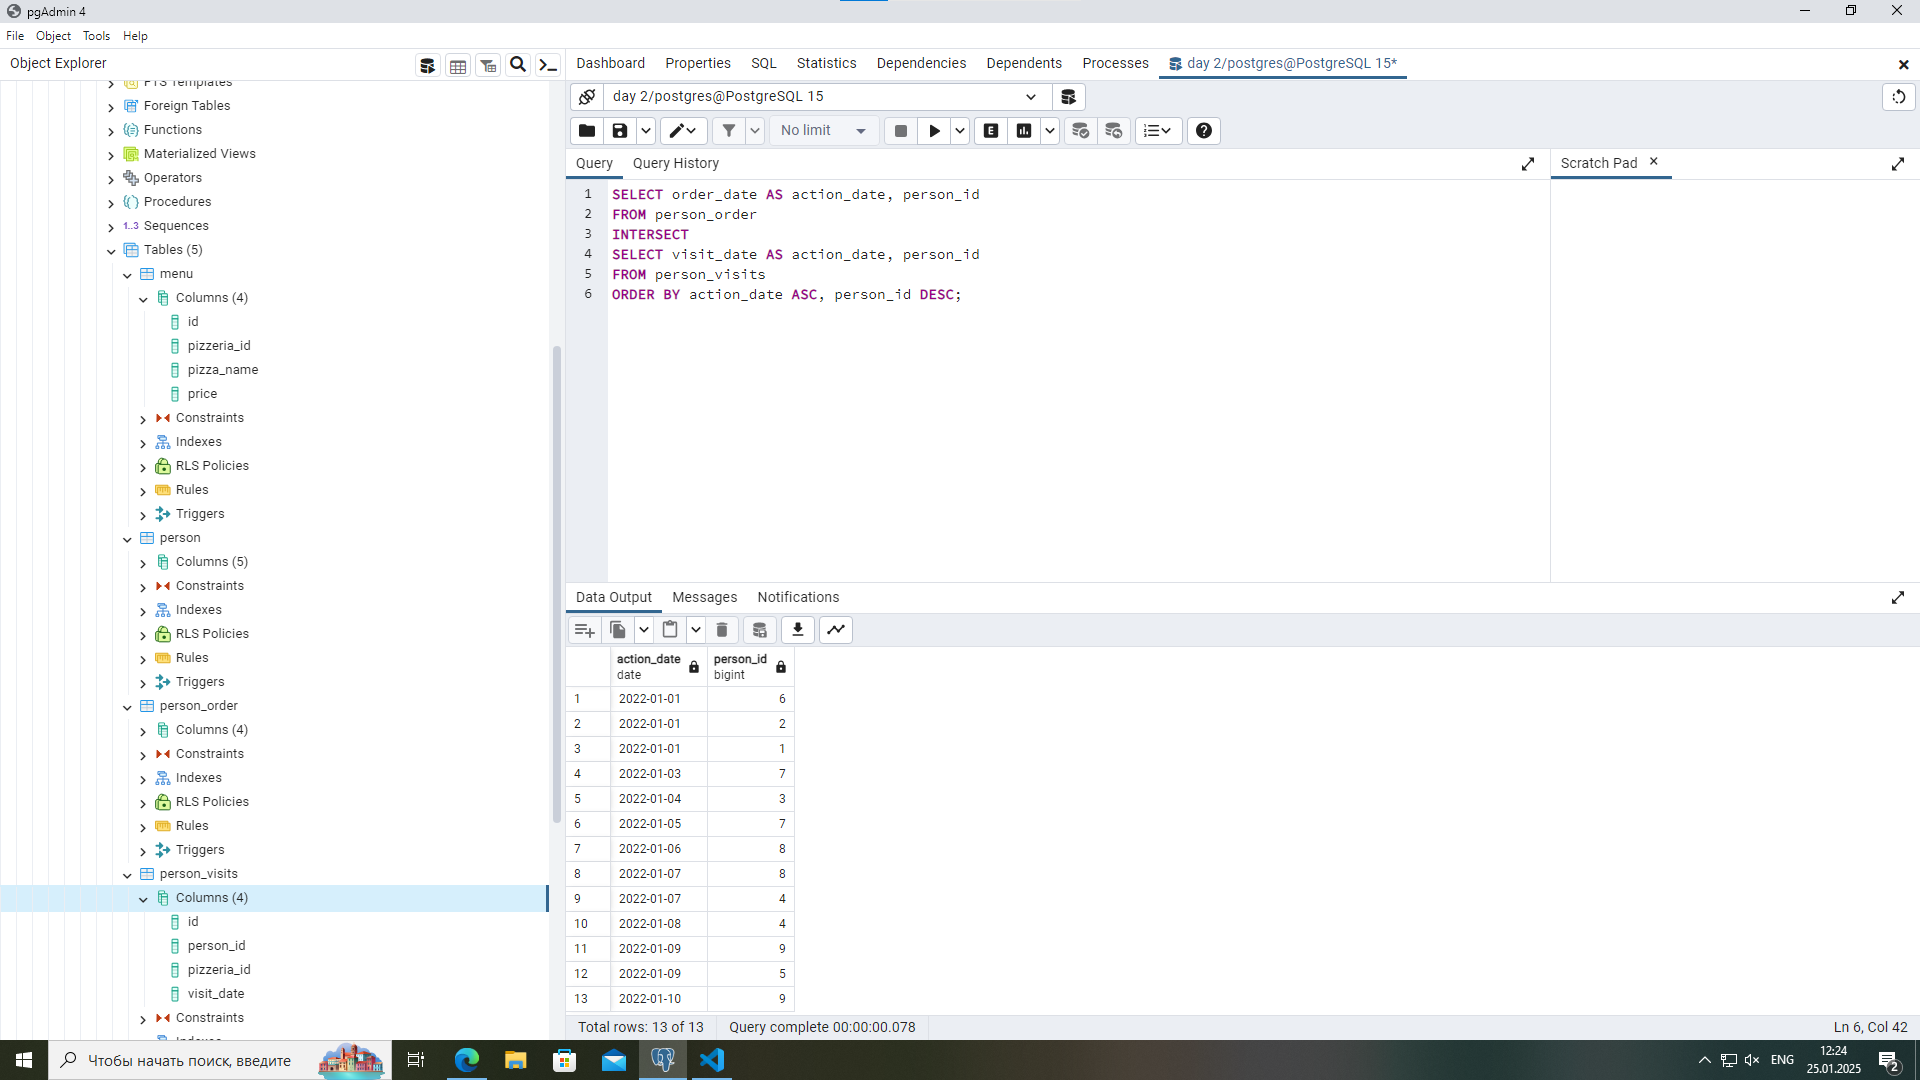 pgAdmin 4
File Object Tools Help
Object Explorer
Dashboard Properties SQL Statistics Dependencies Dependents Processes day 2/postgres@PostgreSQL 15*
FTS Templates
Foreign Tables
Functions
Materialized Views
Operators
Procedures
1..3 Sequences
Tables (5)
menu
Columns (4)
id
pizzeria_id
pizza_name
price
Constraints
Indexes
RLS Policies
Rules
Triggers
person
Columns (5)
Constraints
Indexes
RLS Policies
Rules
Triggers
person_order
Columns (4)
Constraints
Indexes
RLS Policies
Rules
Triggers
person_visits
Columns (4)
id
person_id
pizzeria_id
visit_date
Constraints
Indexes
day 2/postgres@PostgreSQL 15
No limit
E
Query Query History
Scratch Pad
1 SELECT order_date AS action_date, person_id
2 FROM person_order
3 INTERSECT
4 SELECT visit_date AS action_date, person_id
5 FROM person_visits
6 ORDER BY action_date ASC, person_id DESC;
Data Output Messages Notifications
action_date person_id
date bigint
1 2022-01-01 6
2 2022-01-01 2
3 2022-01-01 1
4 2022-01-03 7
5 2022-01-04 3
6 2022-01-05 7
7 2022-01-06 8
8 2022-01-07 8
9 2022-01-07 4
10 2022-01-08 4
11 2022-01-09 9
12 2022-01-09 5
13 2022-01-10 9
Total rows: 13 of 13 Query complete 00:00:00.078 Ln 6, Col 42
Чтобы начать поиск, введите
ENG
12:24
25.01.2025
2